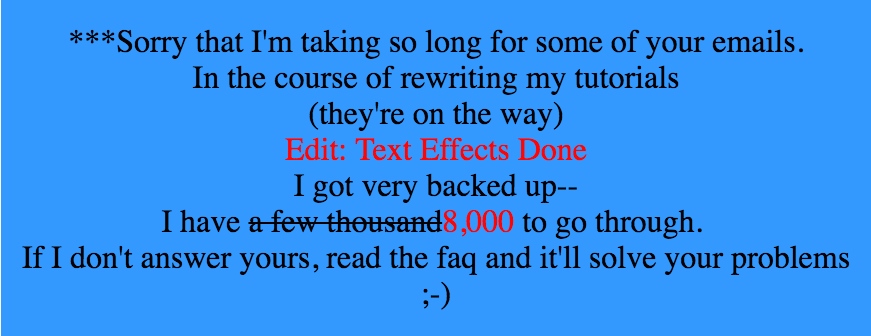 ***Sorry that I'm taking so long for some of your emails.
In the course of rewriting my tutorials
(they're on the way)
Edit: Text Effects Done
I got very backed up--
I have a few thousand8,000 to go through.
If I don't answer yours, read the faq and it'll solve your problems
;-)